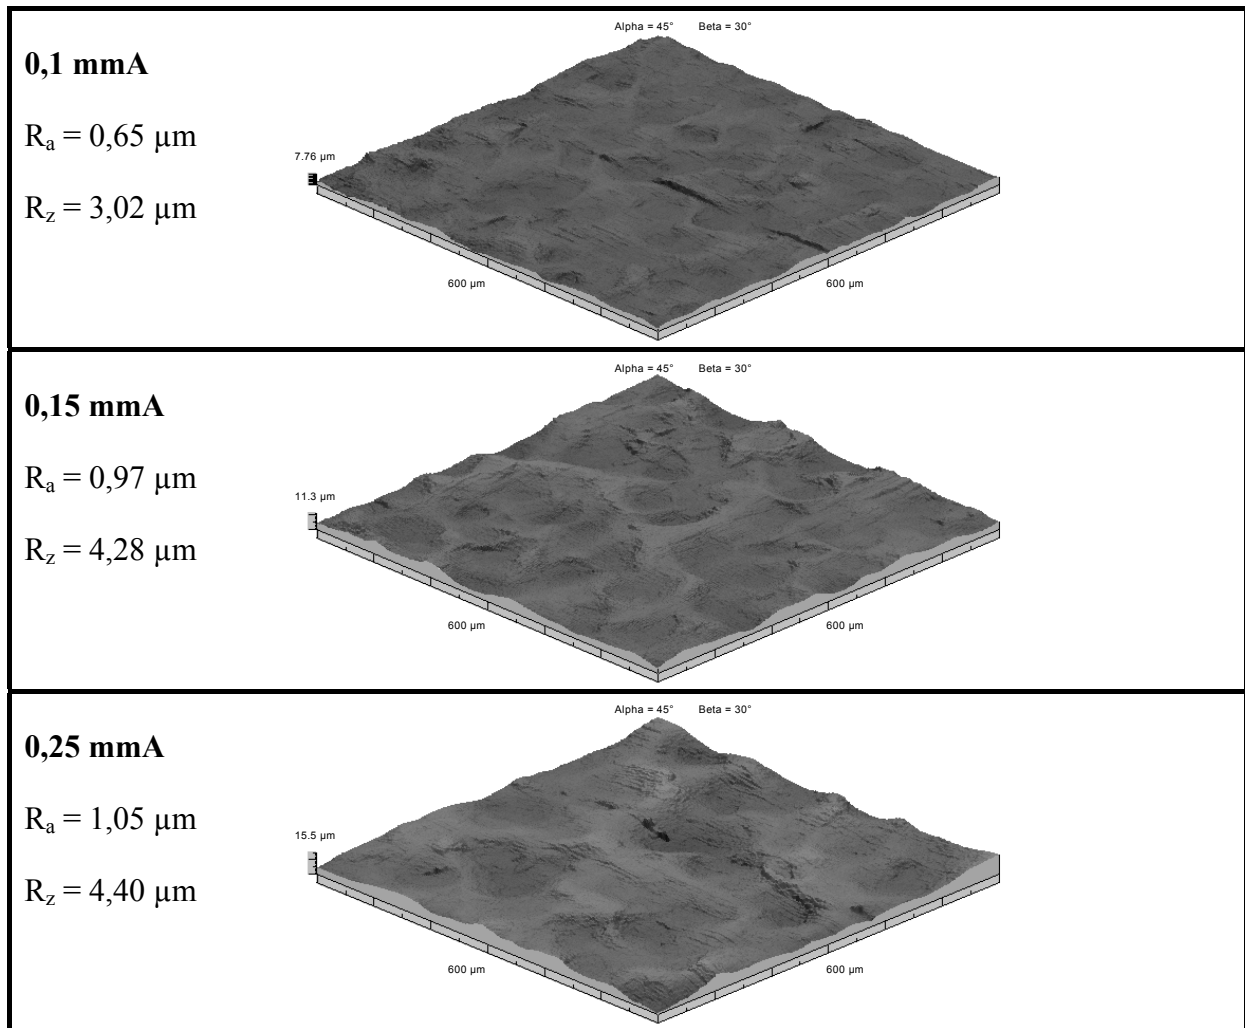 Alpha = 45° Beta = 30°
0,1 mmA
Ra = 0,65 µm
7.76 µm
Rz = 3,02 µm
600 µm 600 µm
Alpha = 45° Beta = 30°
0,15 mmA
Ra = 0,97 µm
11.3 µm
Rz = 4,28 µm
600 µm 600 µm
Alpha = 45° Beta = 30°
0,25 mmA
Ra = 1,05 µm
15.5 µm
Rz = 4,40 µm
600 µm 600 µm